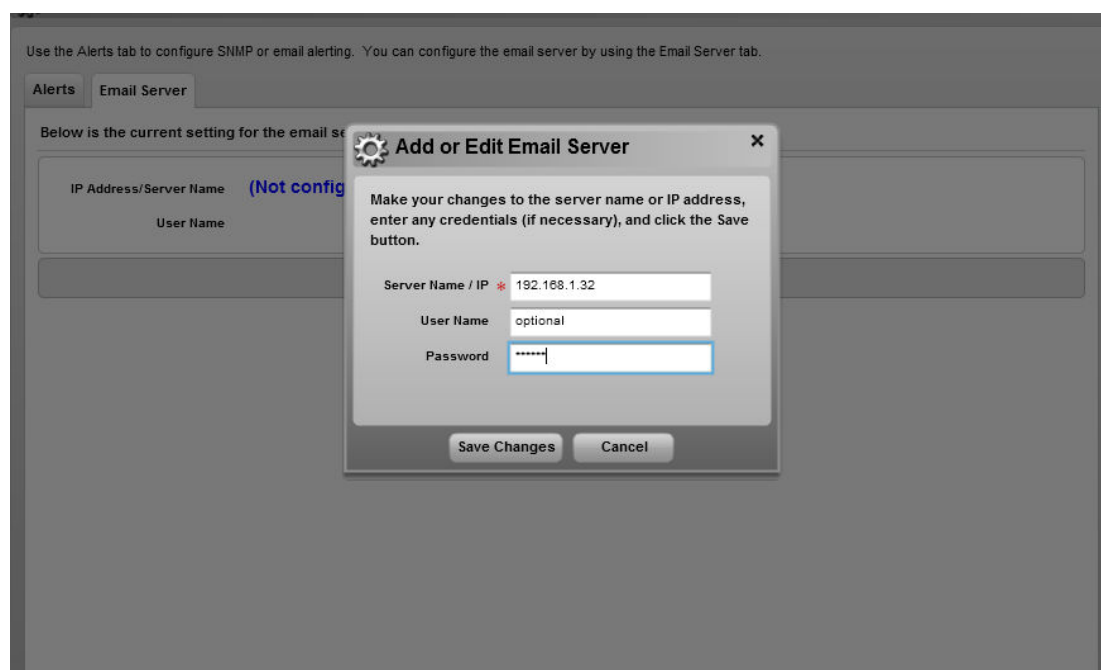 Use the Alerts tab to configure SNMP or email alerting. You can configure the email server by using the Email Server tab.
Alerts
Email Server
Below is the current setting for the email se
IP Address/Server Name (Not config
User Name
Add or Edit Email Server
Make your changes to the server name or IP address,
enter any credentials (if necessary), and click the Save
button.
Server Name / IP * 192.168.1.32
User Name optional
Password ••••••
Save Changes Cancel